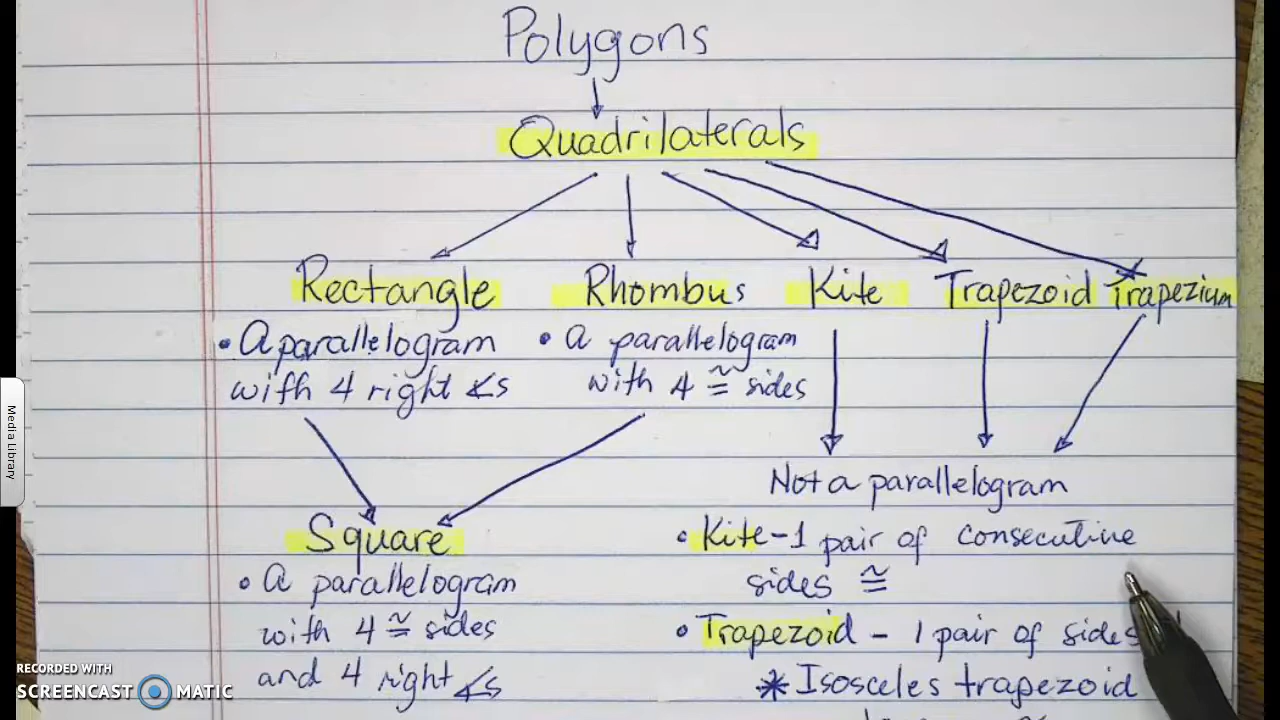 Polygons
Quadrilaterals
Rectangle Rhombus Kite Trapezoid Trapezium
• A parallelogram
with 4 right ∡s
• A parallelogram
with 4 ≅ sides
Not a parallelogram
Square
• A parallelogram
with 4 ≅ sides
and 4 right ∡s
• Kite - 1 pair of consecutive
sides ≅
• Trapezoid - 1 pair of sides
* Isosceles trapezoid
Media Library
RECORDED WITH
SCREENCAST MATIC